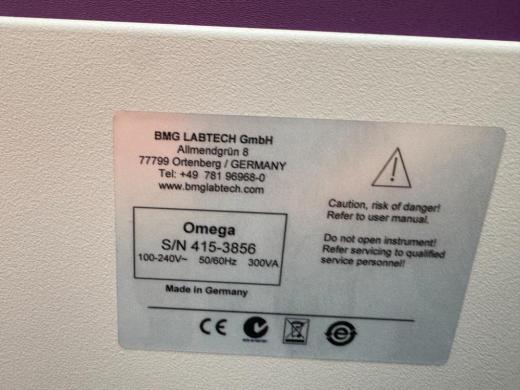 BMG LABTECH GmbH
Allmendgrün 8
77799 Ortenberg / GERMANY
Tel: +49 781 96968-0
www.bmglabtech.com
Omega
S/N 415-3856
100-240V~ 50/60Hz 300VA
Made in Germany
Caution, risk of danger!
Refer to user manual.
Do not open instrument!
Refer servicing to qualified
service personnel!
CE